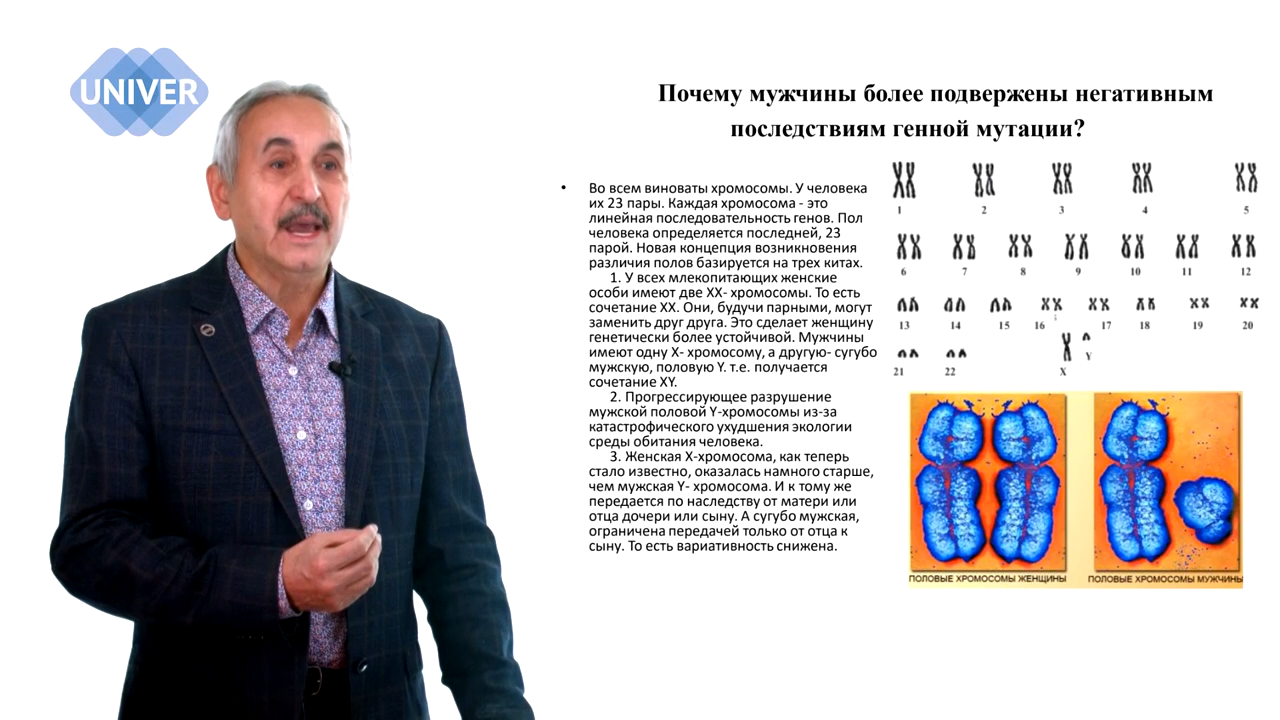 UNIVER
Почему мужчины более подвержены негативным
последствиям генной мутации?
• Во всем виноваты хромосомы. У человека
их 23 пары. Каждая хромосома - это
линейная последовательность генов. Пол
человека определяется последней, 23
парой. Новая концепция возникновения
различия полов базируется на трех китах.
1. У всех млекопитающих женские
особи имеют две XX- хромосомы. То есть
сочетание XX. Они, будучи парными, могут
заменить друг друга. Это сделает женщину
генетически более устойчивой. Мужчины
имеют одну X- хромосому, а другую- сугубо
мужскую, половую Y. т.е. получается
сочетание XY.
2. Прогрессирующее разрушение
мужской половой Y-хромосомы из-за
катастрофического ухудшения экологии
среды обитания человека.
3. Женская X-хромосома, как теперь
стало известно, оказалась намного старше,
чем мужская Y- хромосома. И к тому же
передается по наследству от матери или
отца дочери или сыну. А сугубо мужская,
ограничена передачей только от отца к
сыну. То есть вариативность снижена.
1 2 3 4 5
6 7 8 9 10 11 12
13 14 15 16 17 18 19 20
21 22 X Y
ПОЛОВЫЕ ХРОМОСОМЫ ЖЕНЩИНЫ
ПОЛОВЫЕ ХРОМОСОМЫ МУЖЧИНЫ